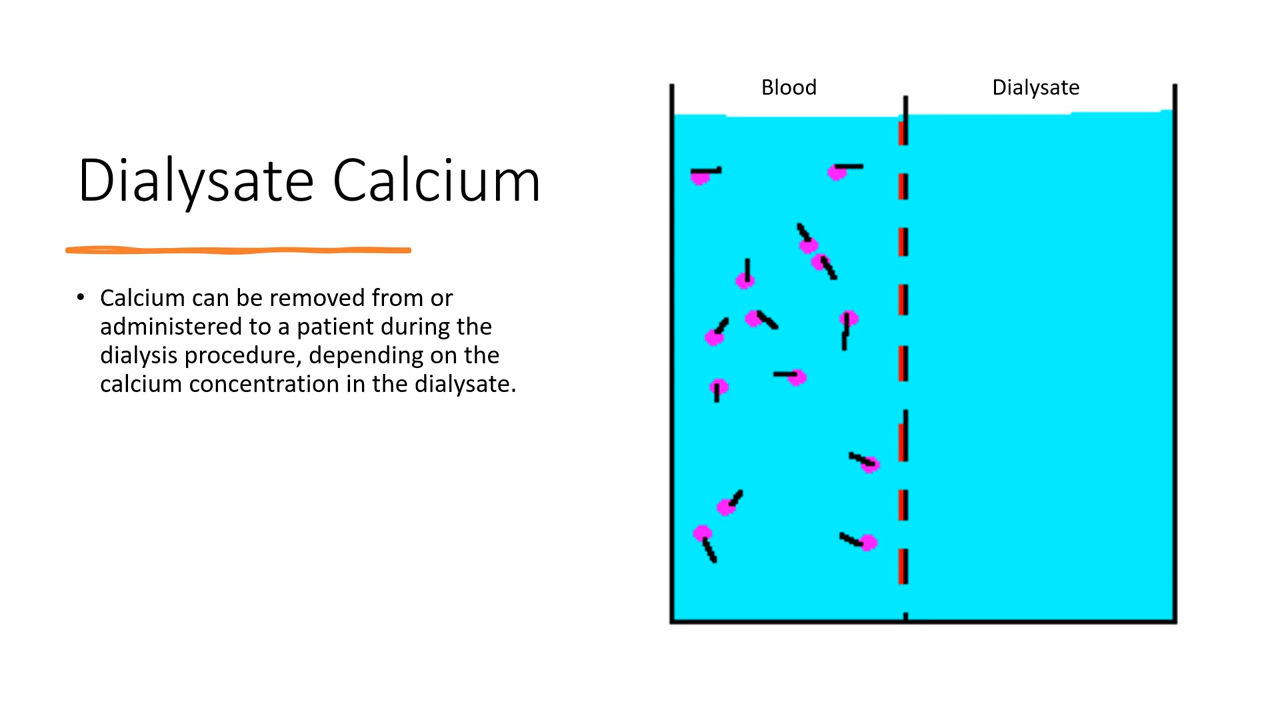 Dialysate Calcium
• Calcium can be removed from or
administered to a patient during the
dialysis procedure, depending on the
calcium concentration in the dialysate.
Blood
Dialysate